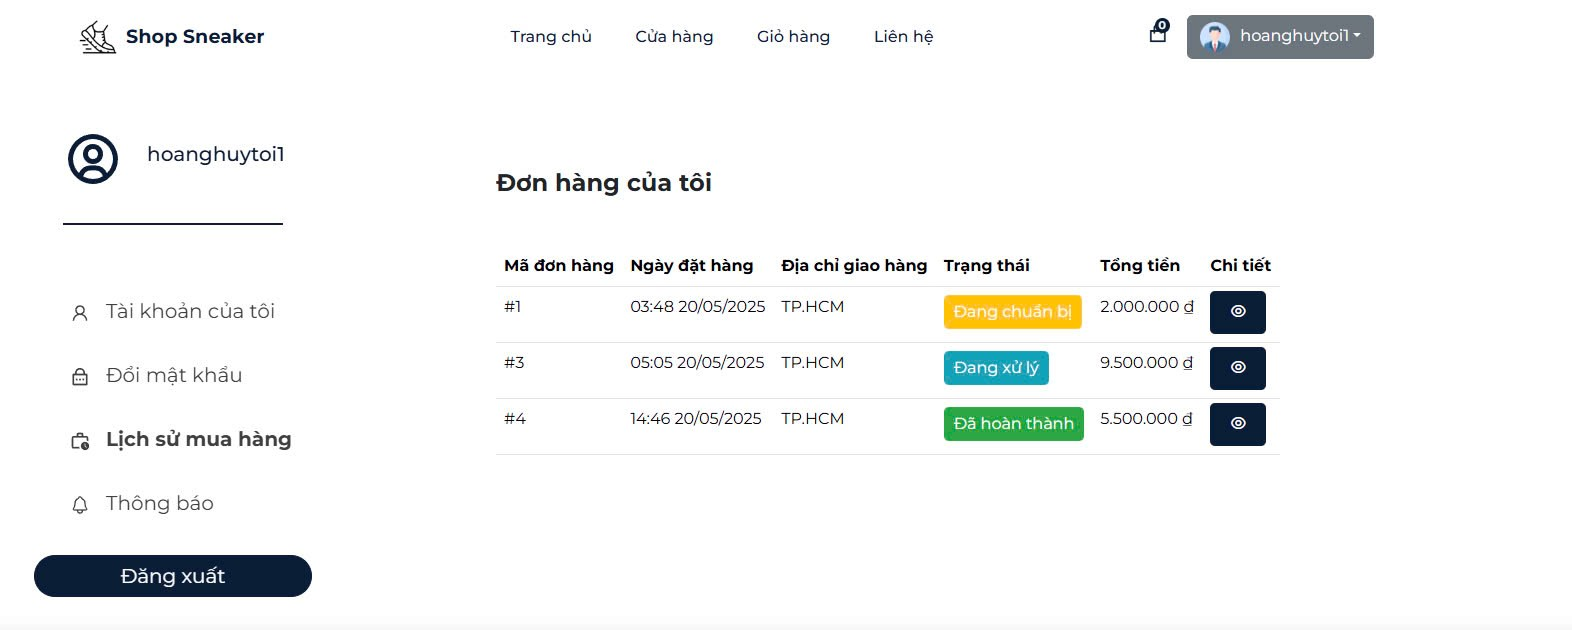 Shop Sneaker
Trang chủ Cửa hàng Giỏ hàng Liên hệ
0
hoanghuytoi1
hoanghuytoi1
Tài khoản của tôi
Đổi mật khẩu
Lịch sử mua hàng
Thông báo
Đăng xuất
Đơn hàng của tôi
Mã đơn hàng Ngày đặt hàng Địa chỉ giao hàng Trạng thái Tổng tiền Chi tiết
#1 03:48 20/05/2025 TP.HCM Đang chuẩn bị 2.000.000 ₫
#3 05:05 20/05/2025 TP.HCM Đang xử lý 9.500.000 ₫
#4 14:46 20/05/2025 TP.HCM Đã hoàn thành 5.500.000 ₫